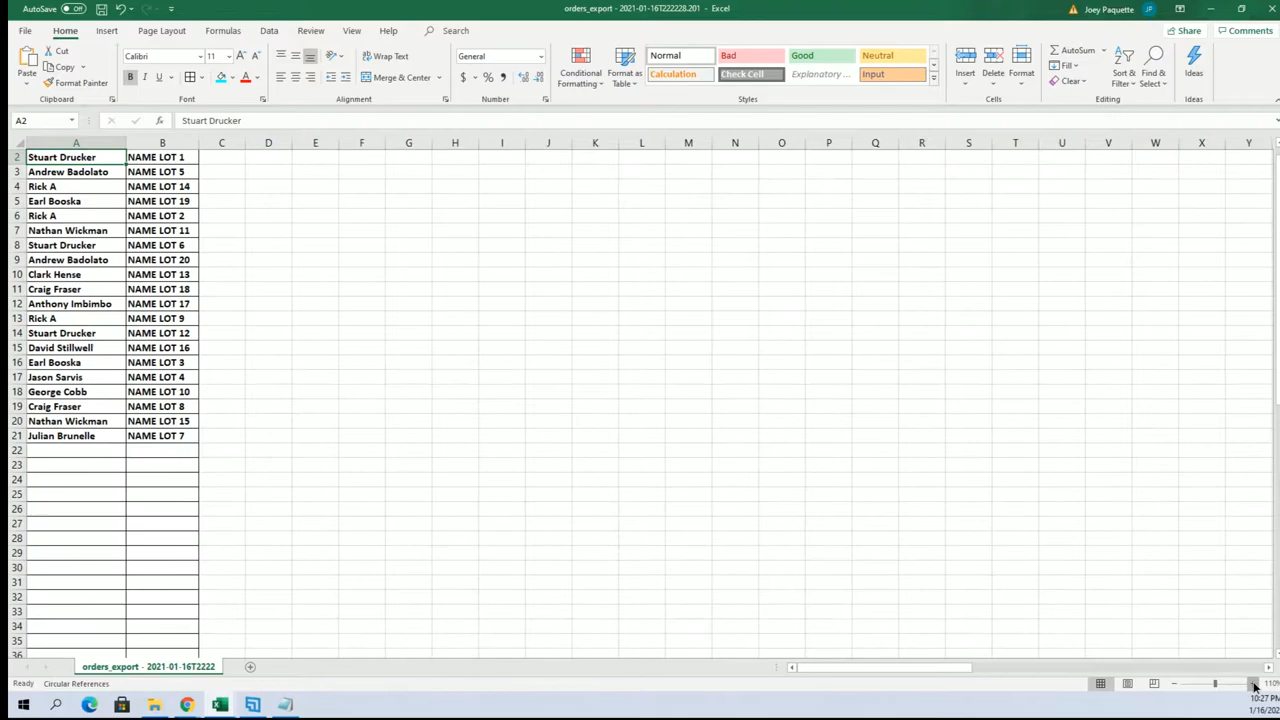 AutoSave Off orders_export - 2021-01-16T222228.201 - Excel Joey Paquette JP
File Home Insert Page Layout Formulas Data Review View Help Search Share Comments
Cut Calibri 11 Wrap Text General Normal Bad Good Neutral AutoSum
Copy Fill
Paste Format Painter B I U A Merge & Center $ % Conditional Formatting Format as Table Calculation Check Cell Explanatory ... Input Insert Delete Format Clear Sort & Filter Find & Select Ideas
Clipboard Font Alignment Number Styles Cells Editing Ideas
A2 fx Stuart Drucker
A B C D E F G H I J K L M N O P Q R S T U V W X Y
2 Stuart Drucker NAME LOT 1
3 Andrew Badolato NAME LOT 5
4 Rick A NAME LOT 14
5 Earl Booska NAME LOT 19
6 Rick A NAME LOT 2
7 Nathan Wickman NAME LOT 11
8 Stuart Drucker NAME LOT 6
9 Andrew Badolato NAME LOT 20
10 Clark Hense NAME LOT 13
11 Craig Fraser NAME LOT 18
12 Anthony Imbimbo NAME LOT 17
13 Rick A NAME LOT 9
14 Stuart Drucker NAME LOT 12
15 David Stillwell NAME LOT 16
16 Earl Booska NAME LOT 3
17 Jason Sarvis NAME LOT 4
18 George Cobb NAME LOT 10
19 Craig Fraser NAME LOT 8
20 Nathan Wickman NAME LOT 15
21 Julian Brunelle NAME LOT 7
22
23
24
25
26
27
28
29
30
31
32
33
34
35
36
orders_export - 2021-01-16T2222
Ready Circular References 110%
10:27 PM
1/16/202